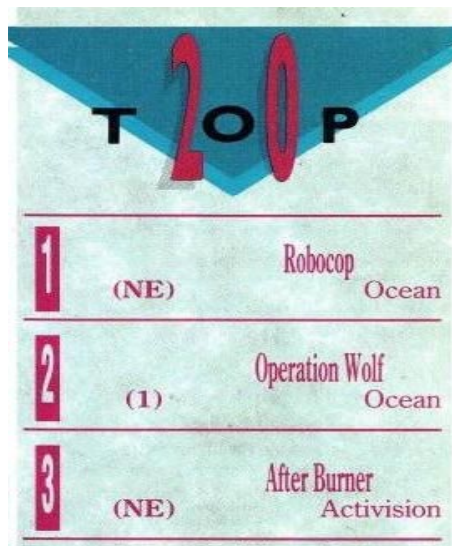 TOP 20
1 Robocop
(NE) Ocean
2 Operation Wolf
(1) Ocean
3 After Burner
(NE) Activision